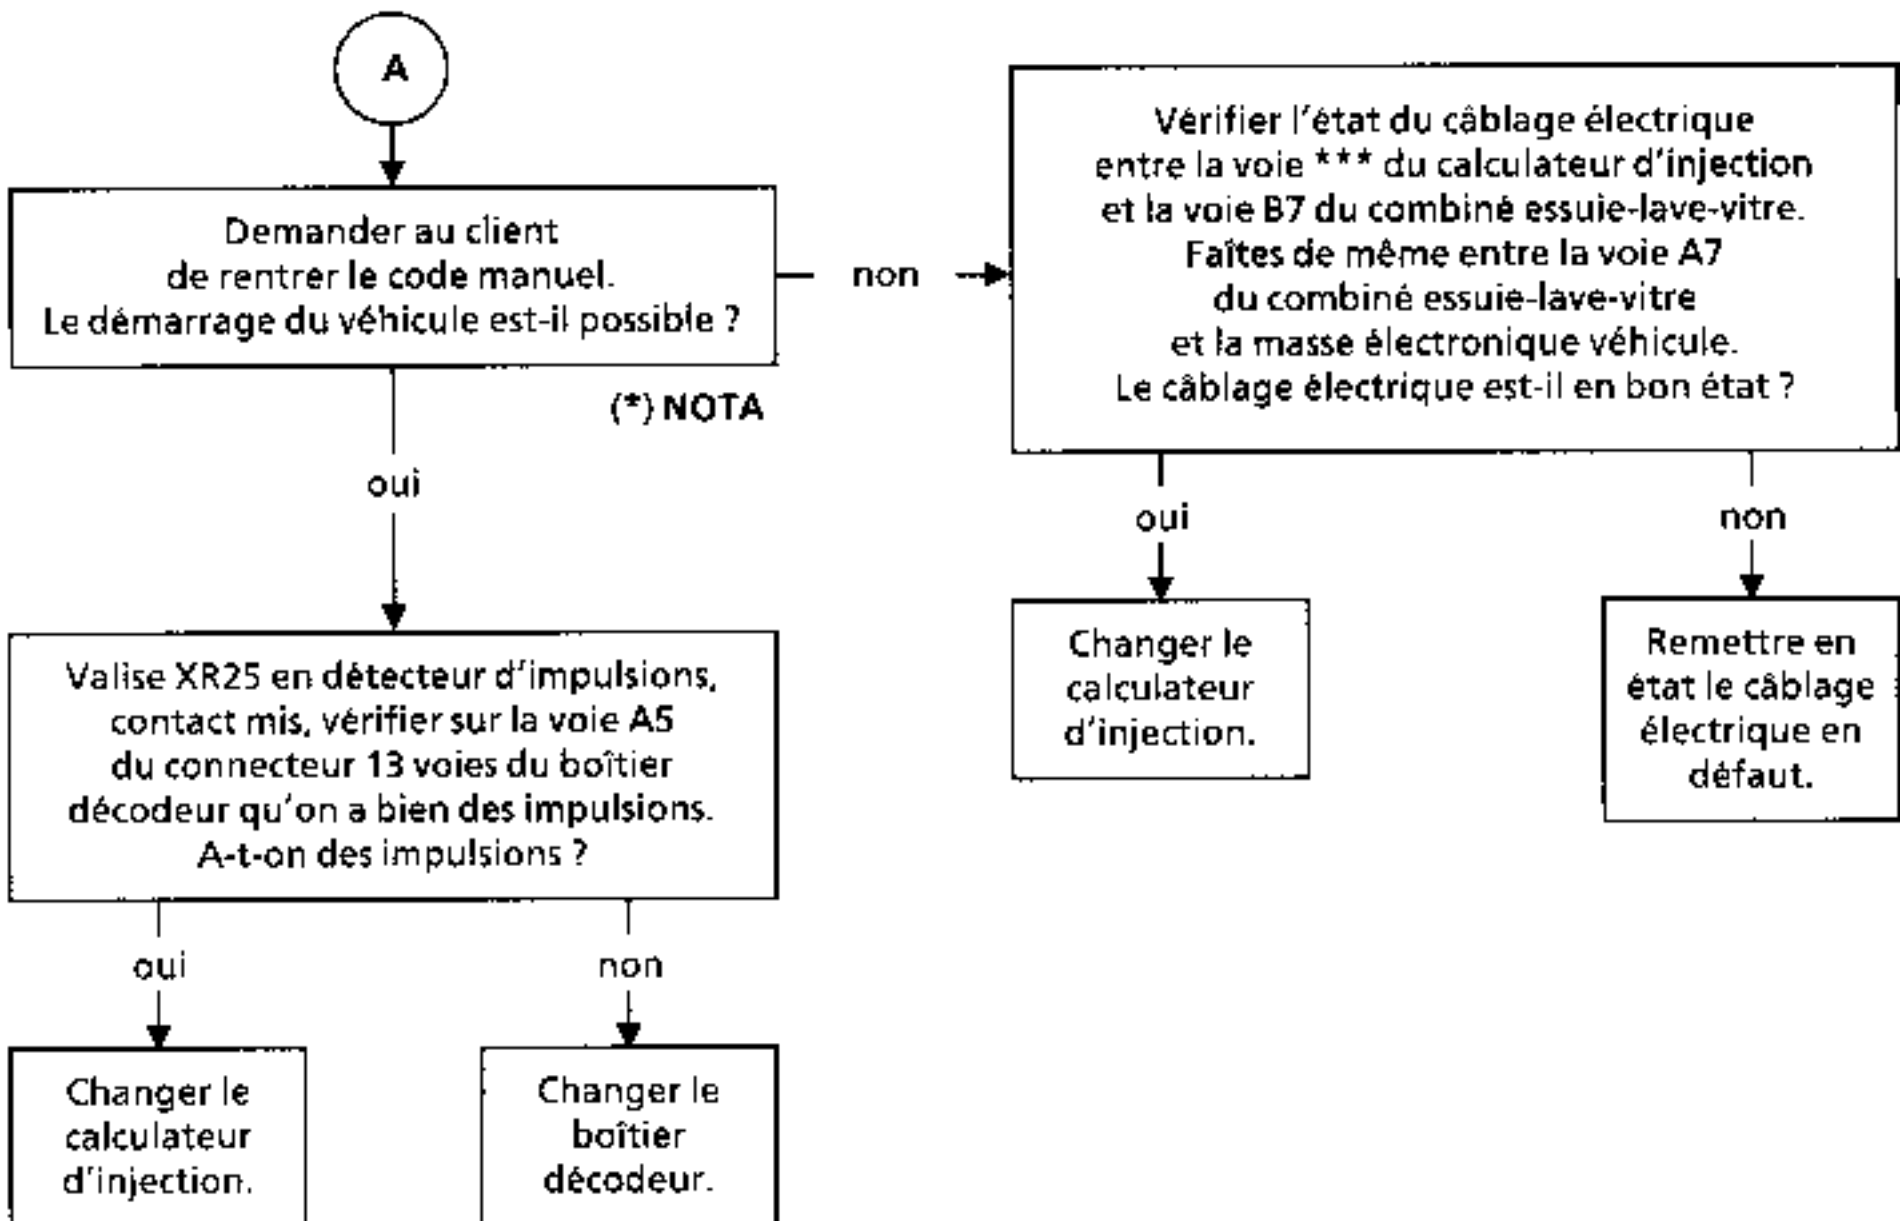 A
Demander au client
de rentrer le code manuel.
Le démarrage du véhicule est-il possible ?
(*) NOTA
non
Vérifier l'état du câblage électrique
entre la voie *** du calculateur d'injection
et la voie B7 du combiné essuie-lave-vitre.
Faîtes de même entre la voie A7
du combiné essuie-lave-vitre
et la masse électronique véhicule.
Le câblage électrique est-il en bon état ?
oui
oui
non
Changer le
calculateur
d'injection.
Remettre en
état le câblage
électrique en
défaut.
Valise XR25 en détecteur d'impulsions,
contact mis, vérifier sur la voie A5
du connecteur 13 voies du boîtier
décodeur qu'on a bien des impulsions.
A-t-on des impulsions ?
oui
non
Changer le
calculateur
d'injection.
Changer le
boîtier
décodeur.